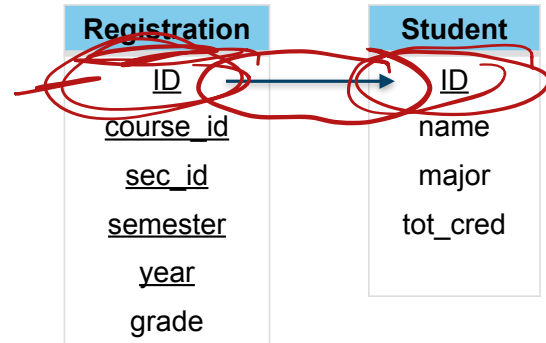 Registration
ID
course_id
sec_id
semester
year
grade
Student
ID
name
major
tot_cred